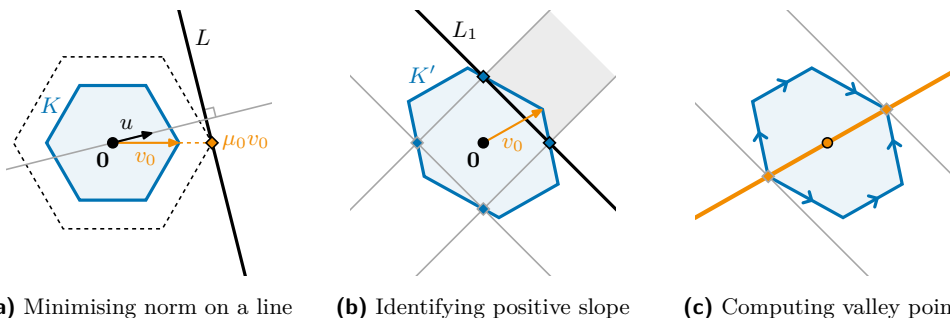 L
K
u
0
v₀
μ₀v₀
a) Minimising norm on a line
L₁
K′
v₀
0
(b) Identifying positive slope
(c) Computing valley poin